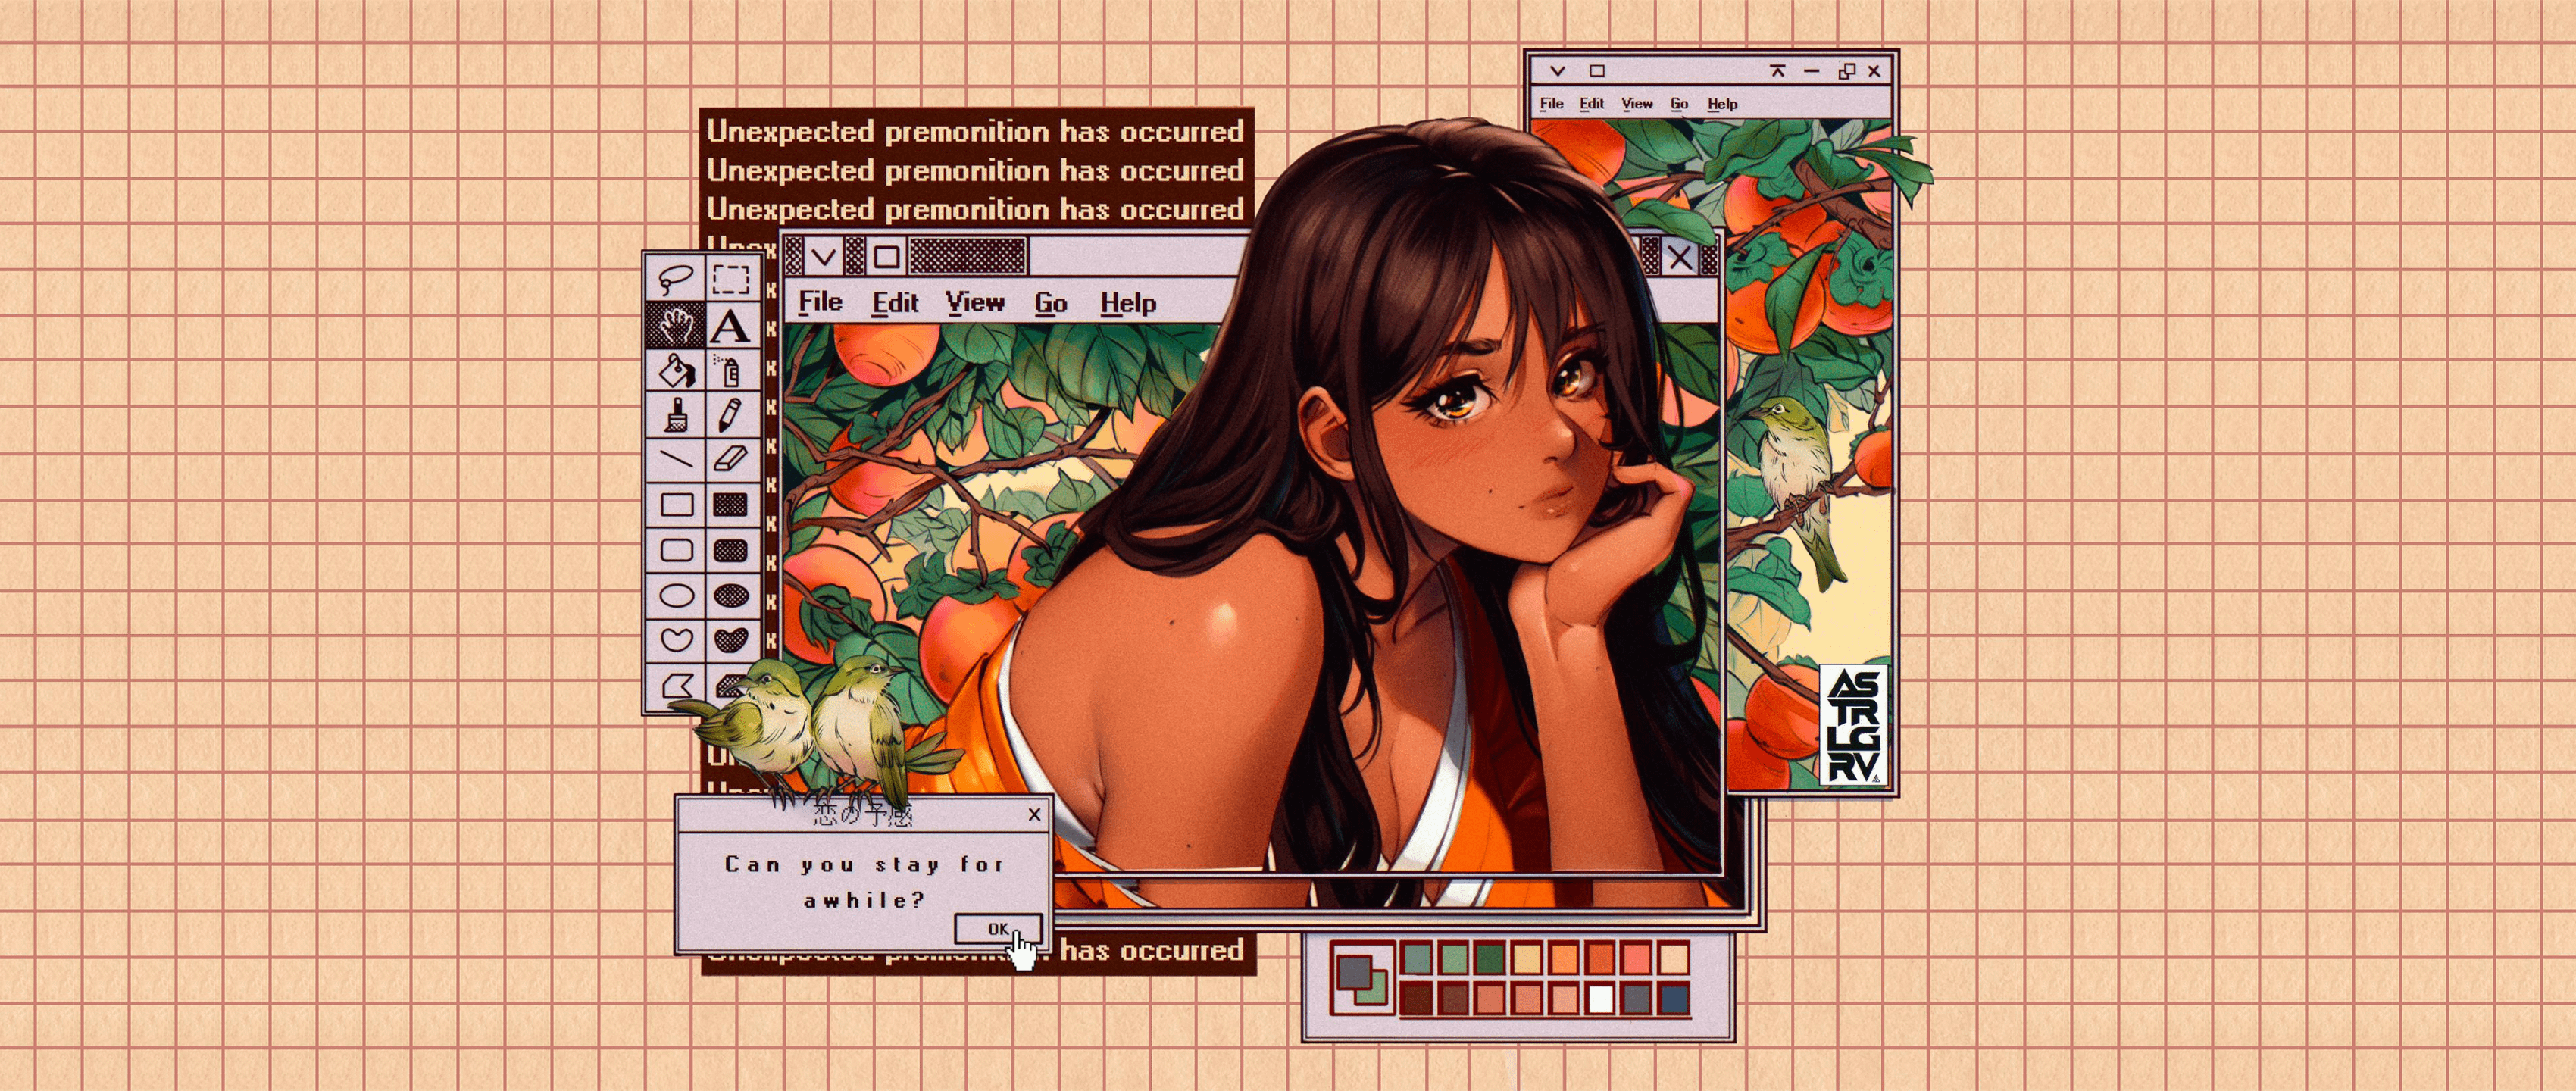 File Edit View Go Help
Unexpected premonition has occurred
Unexpected premonition has occurred
Unexpected premonition has occurred
File Edit View Go Help
A
恋の予感
Can you stay for
awhile?
OK
has occurred
AS
TR
LG
RV